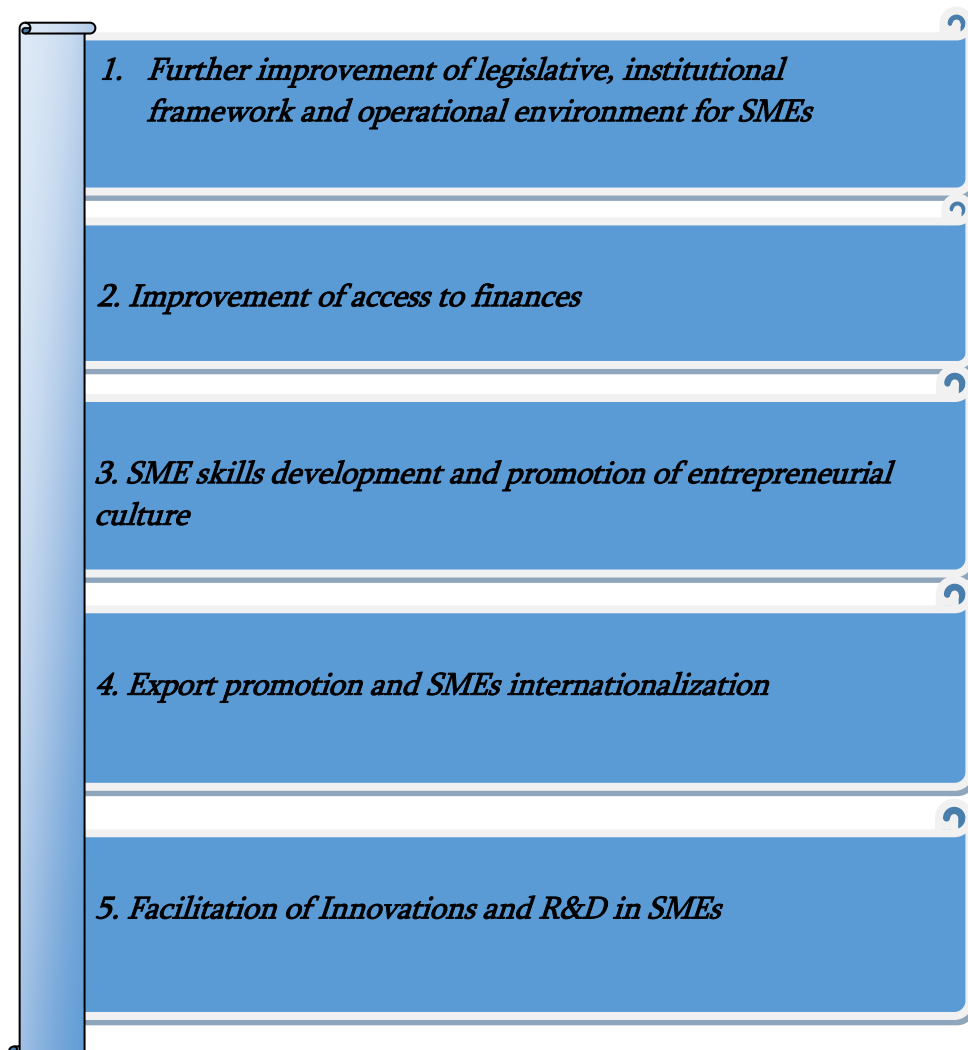 1. Further improvement of legislative, institutional
framework and operational environment for SMEs
2. Improvement of access to finances
3. SME skills development and promotion of entrepreneurial
culture
4. Export promotion and SMEs internationalization
5. Facilitation of Innovations and R&D in SMEs